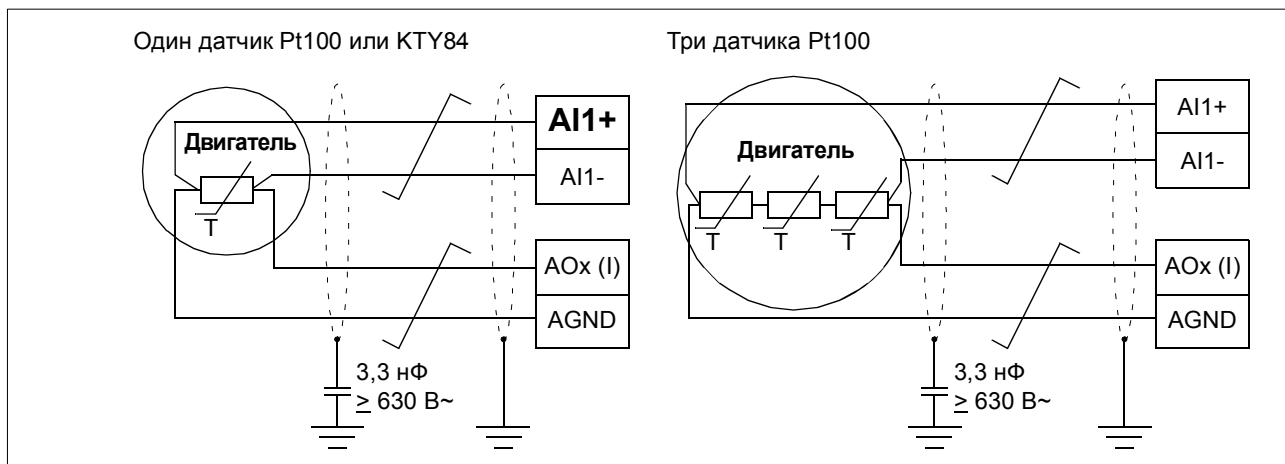 Один датчик Pt100 или KTY84
Двигатель
T
AI1+
AI1-
AOx (I)
AGND
3,3 нФ
≥ 630 В~
Три датчика Pt100
Двигатель
T T T
AI1+
AI1-
AOx (I)
AGND
3,3 нФ
≥ 630 В~